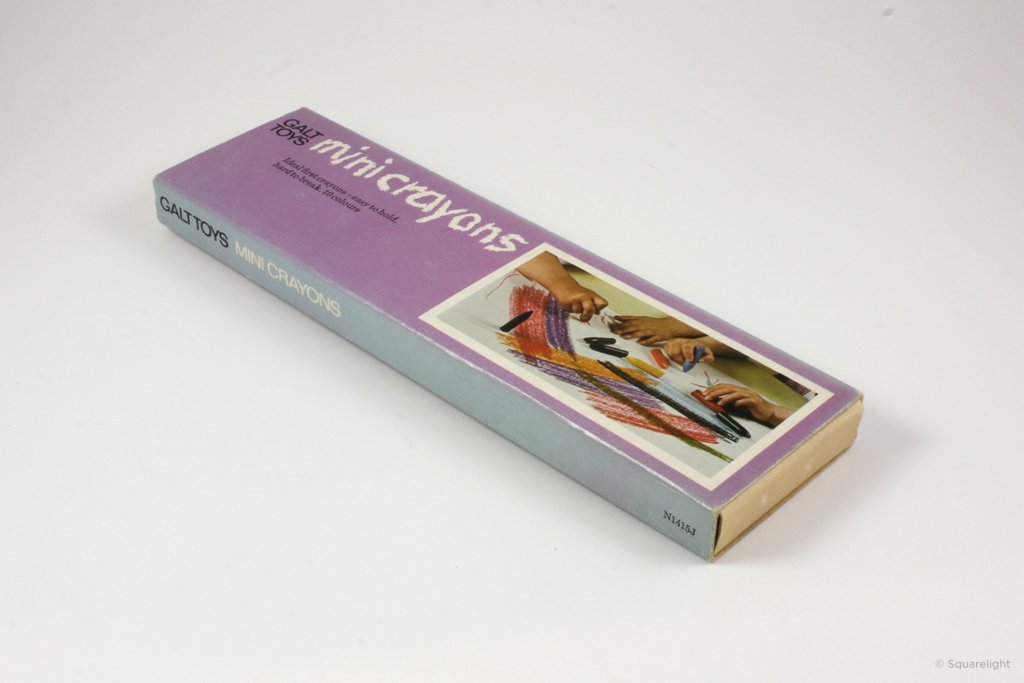 GALT
TOYS
mini crayons
Ideal first crayons – easy to hold,
hard to break. 10 colours
GALT TOYS MINI CRAYONS
N1415J
© Squarelight